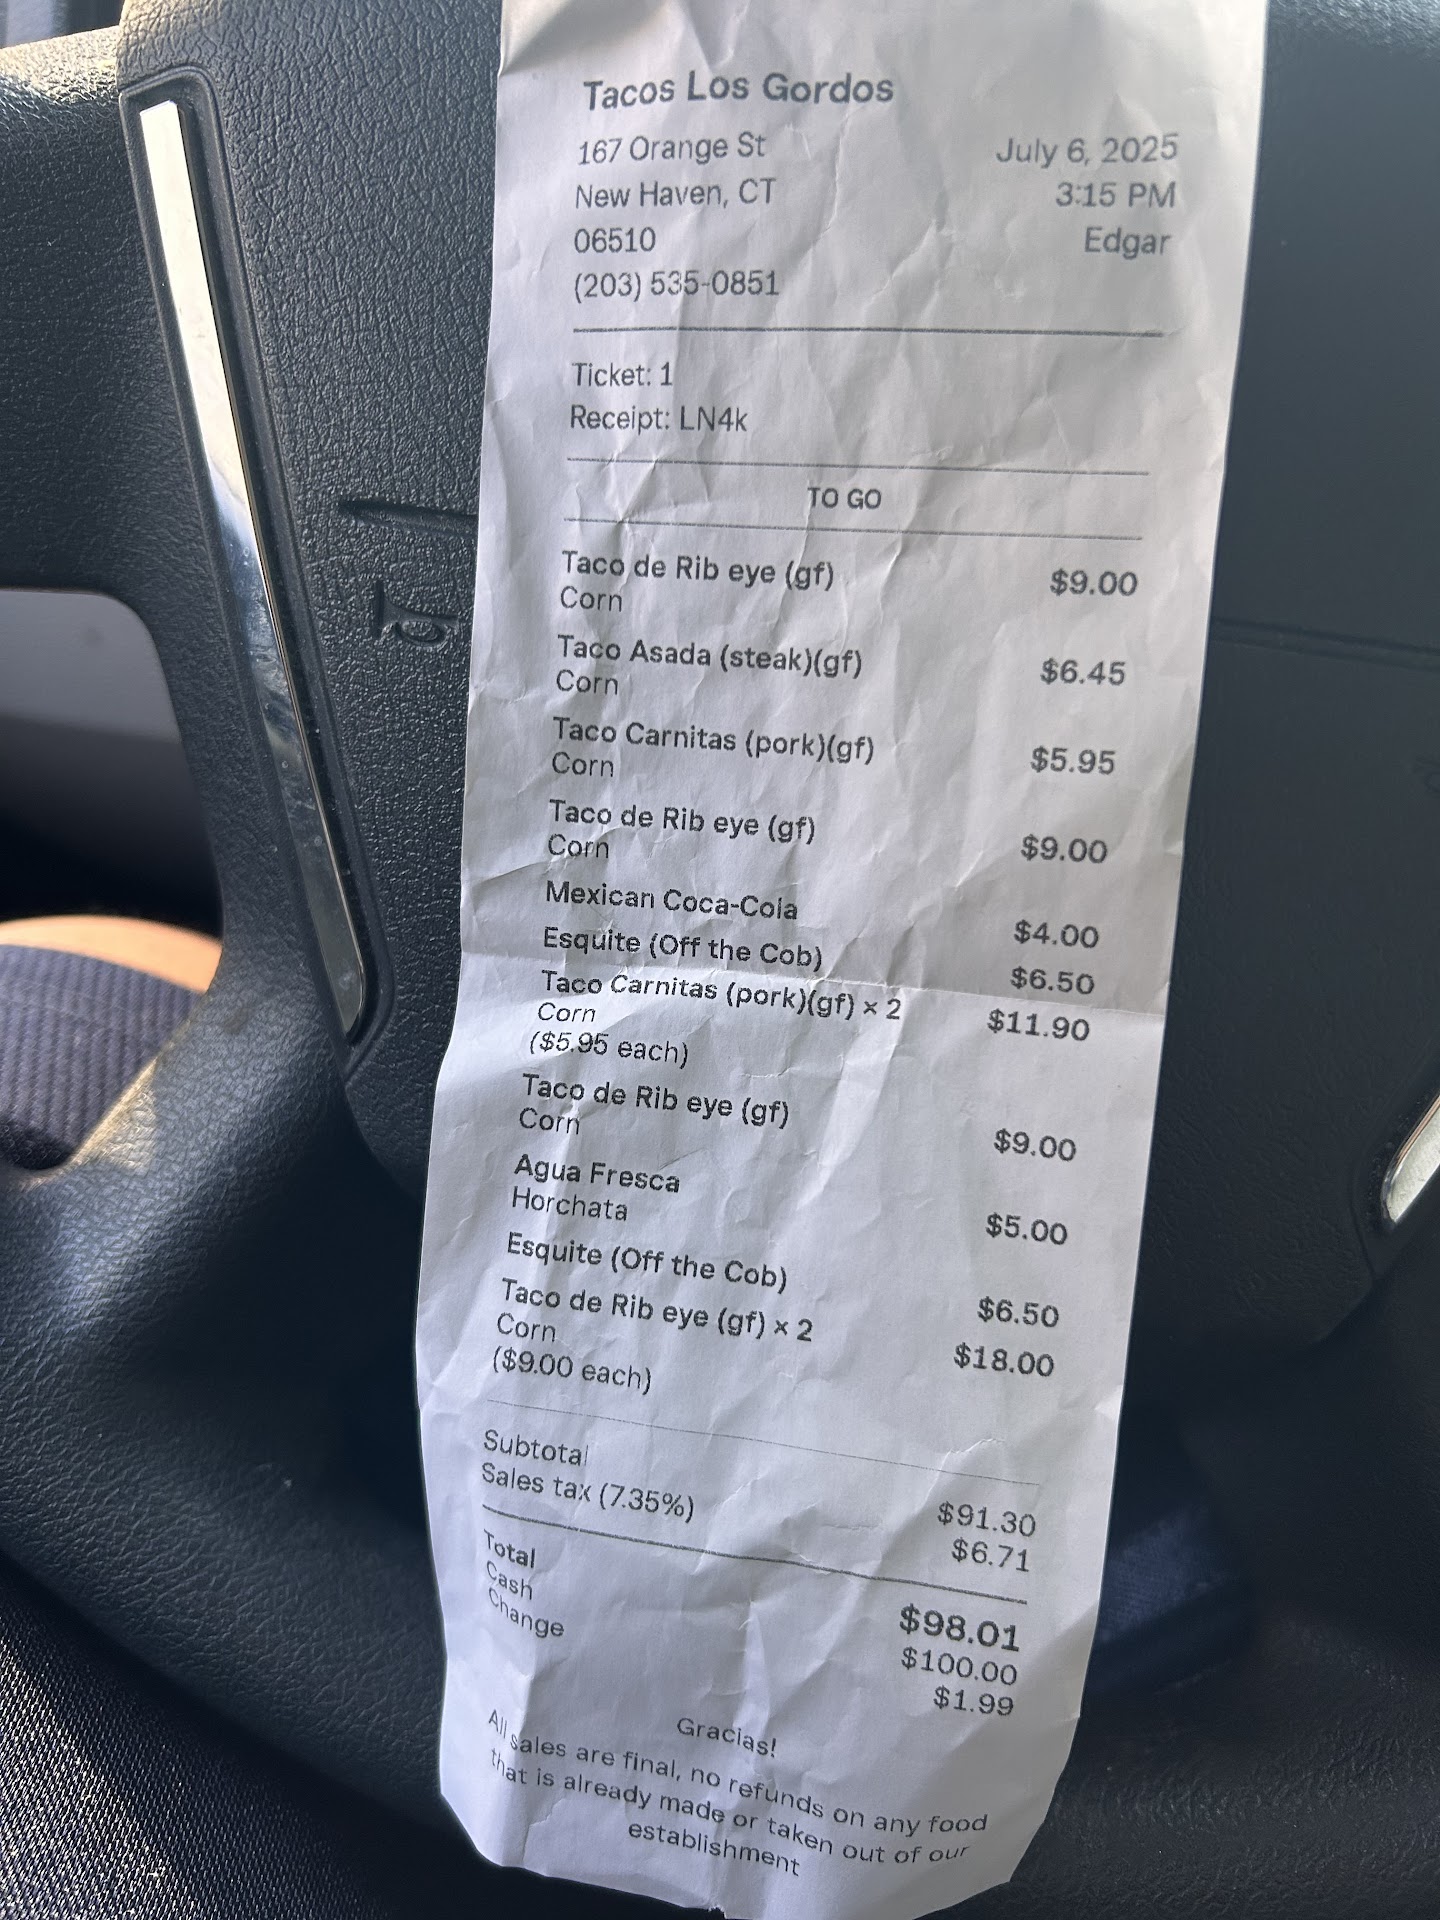 Tacos Los Gordos
167 Orange St
New Haven, CT
06510
(203) 535-0851
July 6, 2025
3:15 PM
Edgar
Ticket: 1
Receipt: LN4k
TO GO
Taco de Rib eye (gf) $9.00
Corn
Taco Asada (steak)(gf) $6.45
Corn
Taco Carnitas (pork)(gf) $5.95
Corn
Taco de Rib eye (gf) $9.00
Corn
Mexican Coca-Cola $4.00
Esquite (Off the Cob) $6.50
Taco Carnitas (pork)(gf) × 2 $11.90
Corn
($5.95 each)
Taco de Rib eye (gf) $9.00
Corn
Agua Fresca $5.00
Horchata
Esquite (Off the Cob) $6.50
Taco de Rib eye (gf) × 2 $18.00
Corn
($9.00 each)
Subtotal $91.30
Sales tax (7.35%) $6.71
Total $98.01
Cash $100.00
Change $1.99
Gracias!
All sales are final, no refunds on any food
that is already made or taken out of our
establishment